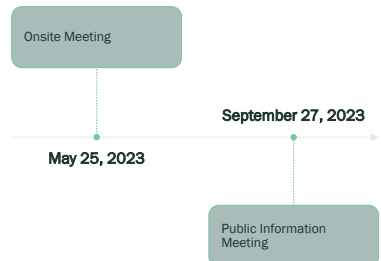 Onsite Meeting
September 27, 2023
May 25, 2023
Public Information
Meeting